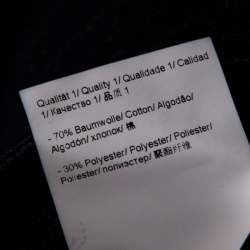 Qualität 1/ Quality 1/ Qualidade 1/ Calidad
1/ Качество 1/ 品质 1
- 70% Baumwolle/ Cotton/ Algodão/
Algodón/ хлопок/ 棉
- 30% Polyester/ Polyester/ Poliester/
Poliester/ полиэстер/ 聚酯纤维